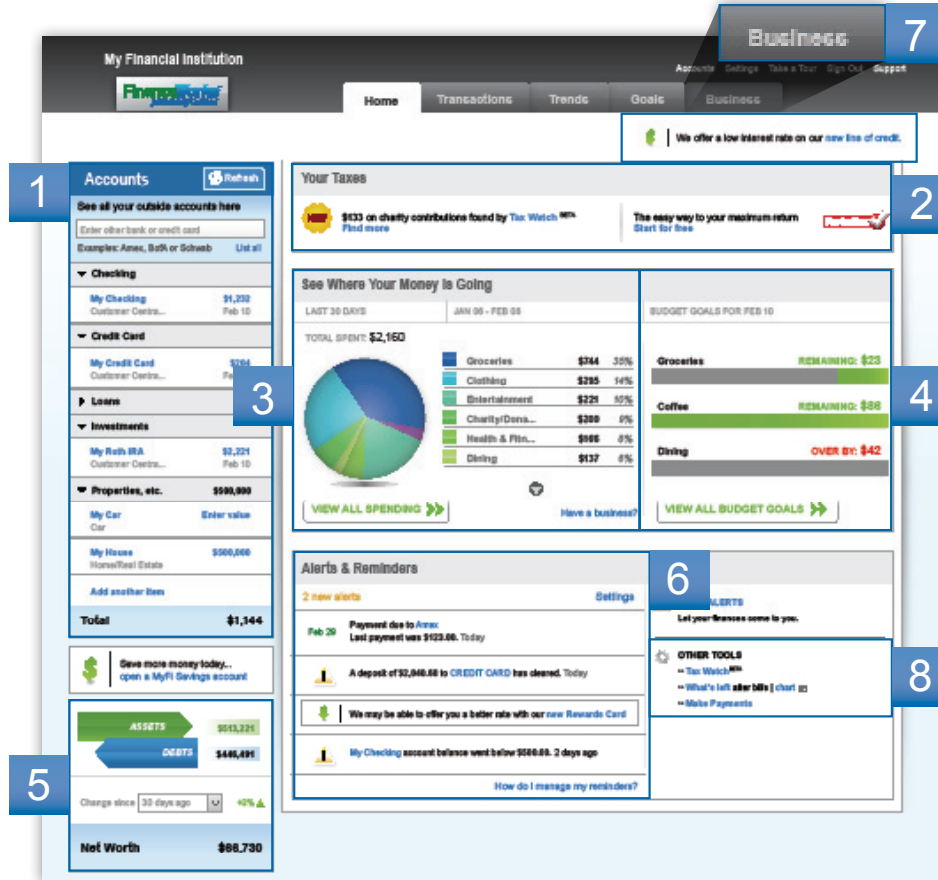 Business
7
My Financial Institution
Accounts Settings Take a Tour Sign Out Support
Home Transactions Trends Goals Business
We offer a low interest rate on our new line of credit.
1
Accounts Refresh
See all your outside accounts here
Enter other bank or credit card
Examples: Amex, BofA or Schwab List all
Checking
My Checking $1,232
Customer Centra... Feb 10
Credit Card
My Credit Card
Customer Centra...
Loans
Investments
My Roth IRA $2,221
Customer Centra... Feb 10
Properties, etc. $500,000
My Car Enter value
Car
My House $500,000
Home/Real Estate
Add another item
Total $1,144
Save more money today...
open a MyFi Savings account
ASSETS $513,221
DEBTS $446,491
5
Change since 30 days ago
Net Worth $66,730
Your Taxes
2
$133 on charity contributions found by Tax Watch BETA
Find more
The easy way to your maximum return
Start for free
See Where Your Money Is Going
LAST 30 DAYS JAN 06 - FEB 05
TOTAL SPENT: $2,160
3
Groceries $744 35%
Clothing $295 14%
Entertainment $221 10%
Charity/Dona... $200 9%
Health & Fitn...
Dining $137 6%
VIEW ALL SPENDING
Have a business?
BUDGET GOALS FOR FEB 10
Groceries REMAINING: $23
4
Coffee REMAINING: $86
Dining OVER BY: $42
VIEW ALL BUDGET GOALS
Alerts & Reminders
6
2 new alerts Settings
Feb 29 Payment due to Amex
Last payment was $123.00. Today
A deposit of to CREDIT CARD has cleared. Today
We may be able to offer you a better rate with our new Rewards Card
My Checking account balance went below $500.00. 2 days ago
How do I manage my reminders?
ALERTS
Let your finances come to you.
OTHER TOOLS
8
Tax Watch BETA
What's left after bills | chart
Make Payments